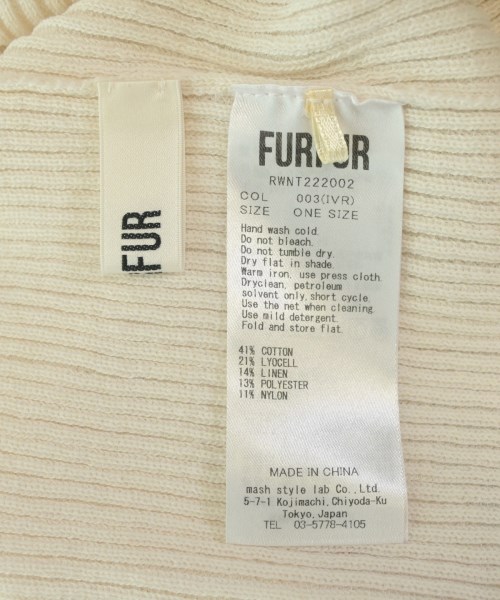 FUR
FURFUR
RWNT222002
COL 003(IVR)
SIZE ONE SIZE
Hand wash cold.
Do not bleach.
Do not tumble dry.
Dry flat in shade.
Warm iron, use press cloth.
Dryclean, petroleum
solvent only, short cycle.
Use the net when cleaning.
Use mild detergent.
Fold and store flat.
41% COTTON
21% LYOCELL
14% LINEN
13% POLYESTER
11% NYLON
MADE IN CHINA
mash style lab Co., Ltd.
5-7-1 Kojimachi, Chiyoda-Ku
Tokyo, Japan
TEL 03-5778-4105